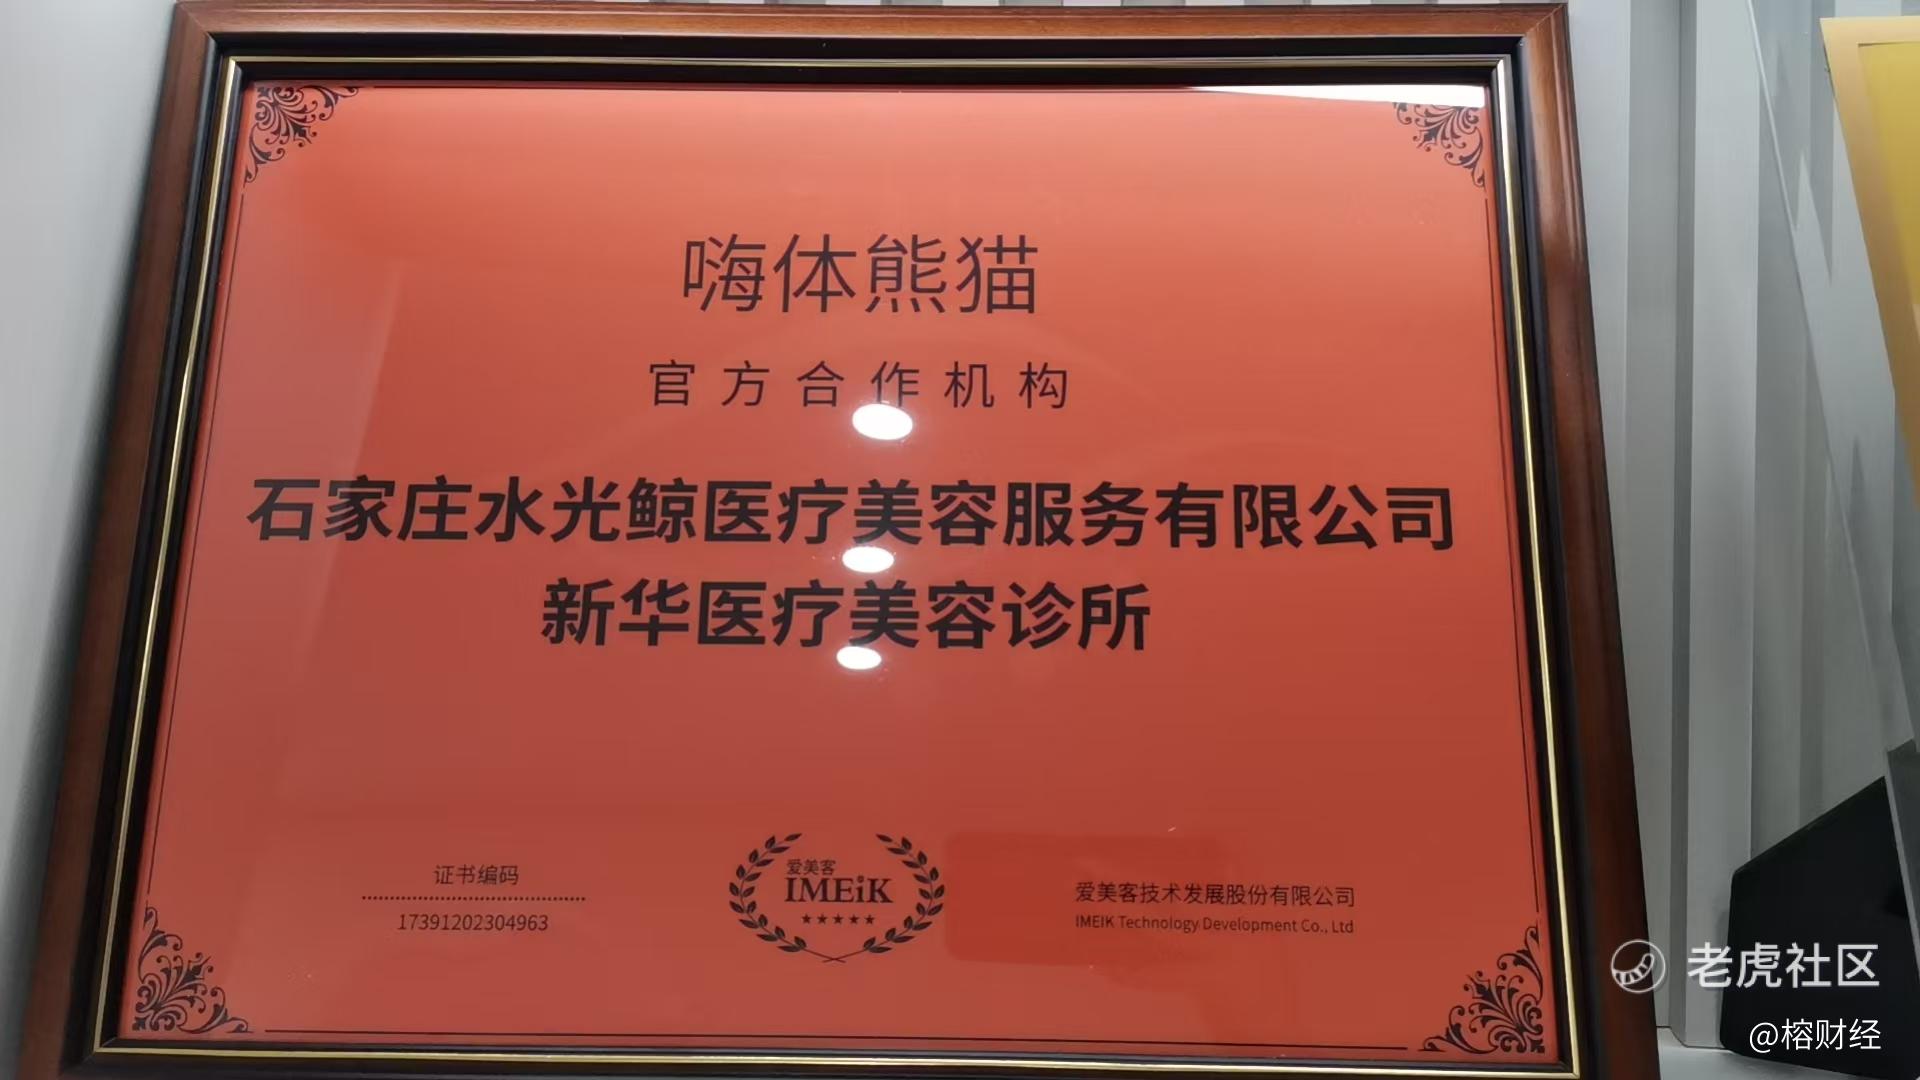 嗨体熊猫
官方合作机构
石家庄水光鲸医疗美容服务有限公司
新华医疗美容诊所
证书编码
17391202304963
爱美客
IMEiK
爱美客技术发展股份有限公司
IMEIK Technology Development Co., Ltd
老虎社区
@榕财经